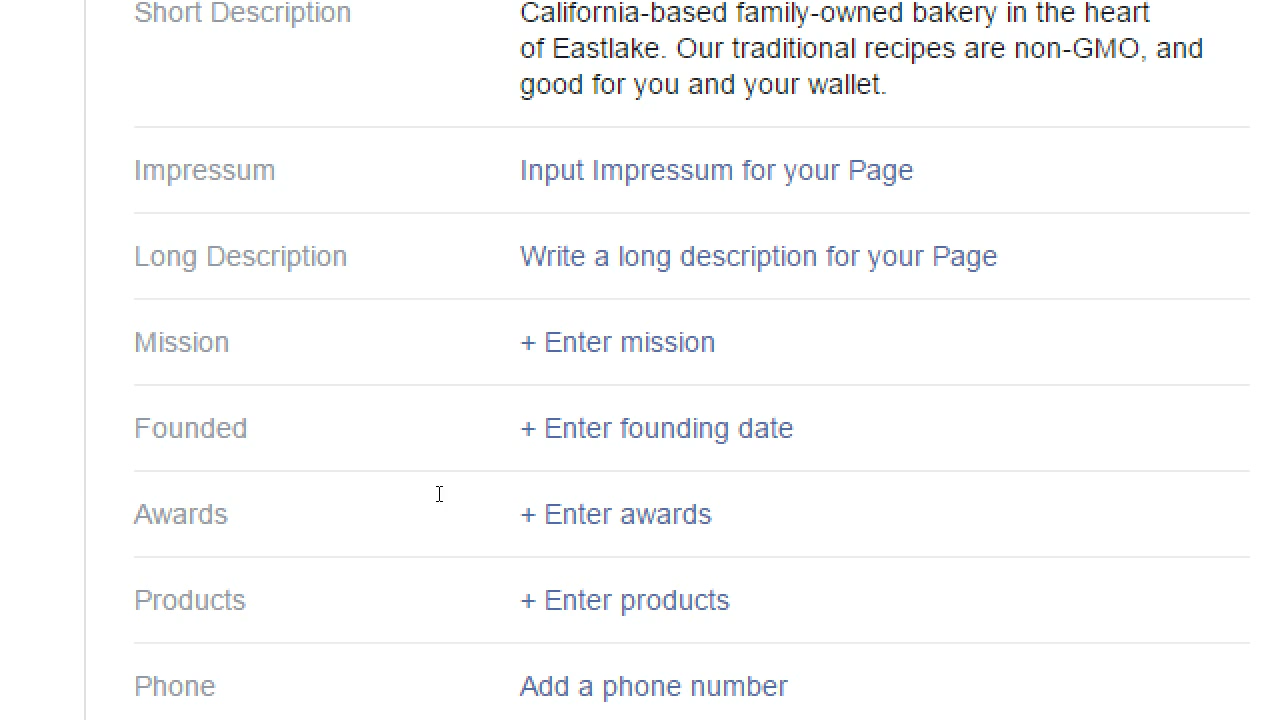 Short Description
California-based family-owned bakery in the heart
of Eastlake. Our traditional recipes are non-GMO, and
good for you and your wallet.
Impressum
Input Impressum for your Page
Long Description
Write a long description for your Page
Mission
+ Enter mission
Founded
+ Enter founding date
Awards
+ Enter awards
Products
+ Enter products
Phone
Add a phone number